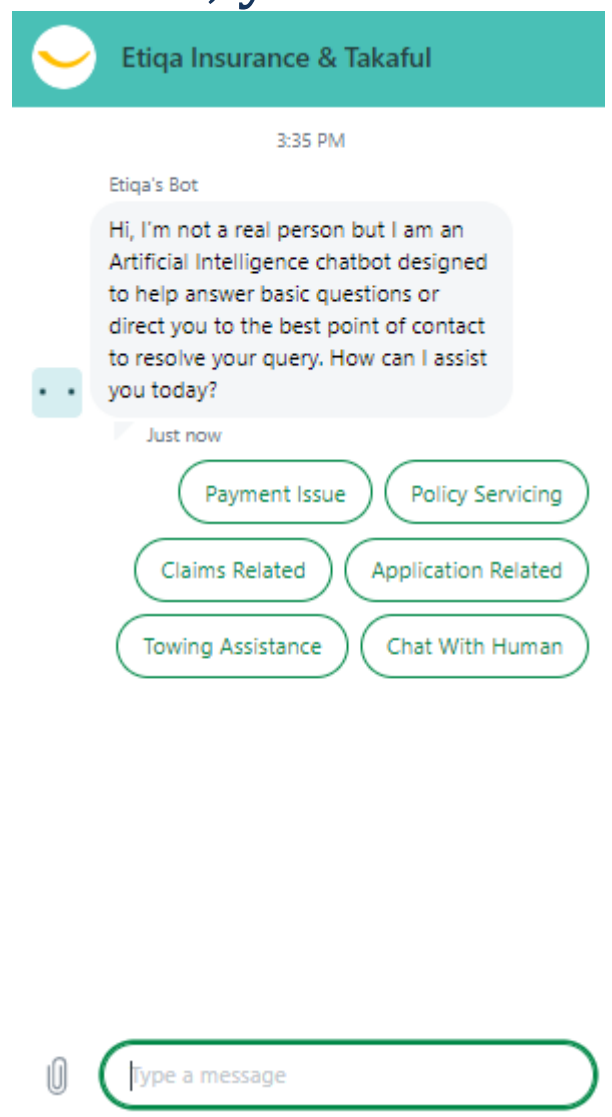 Etiqa Insurance & Takaful
3:35 PM
Etiqa's Bot
Hi, I'm not a real person but I am an
Artificial Intelligence chatbot designed
to help answer basic questions or
direct you to the best point of contact
to resolve your query. How can I assist
you today?
Just now
Payment Issue
Policy Servicing
Claims Related
Application Related
Towing Assistance
Chat With Human
Type a message